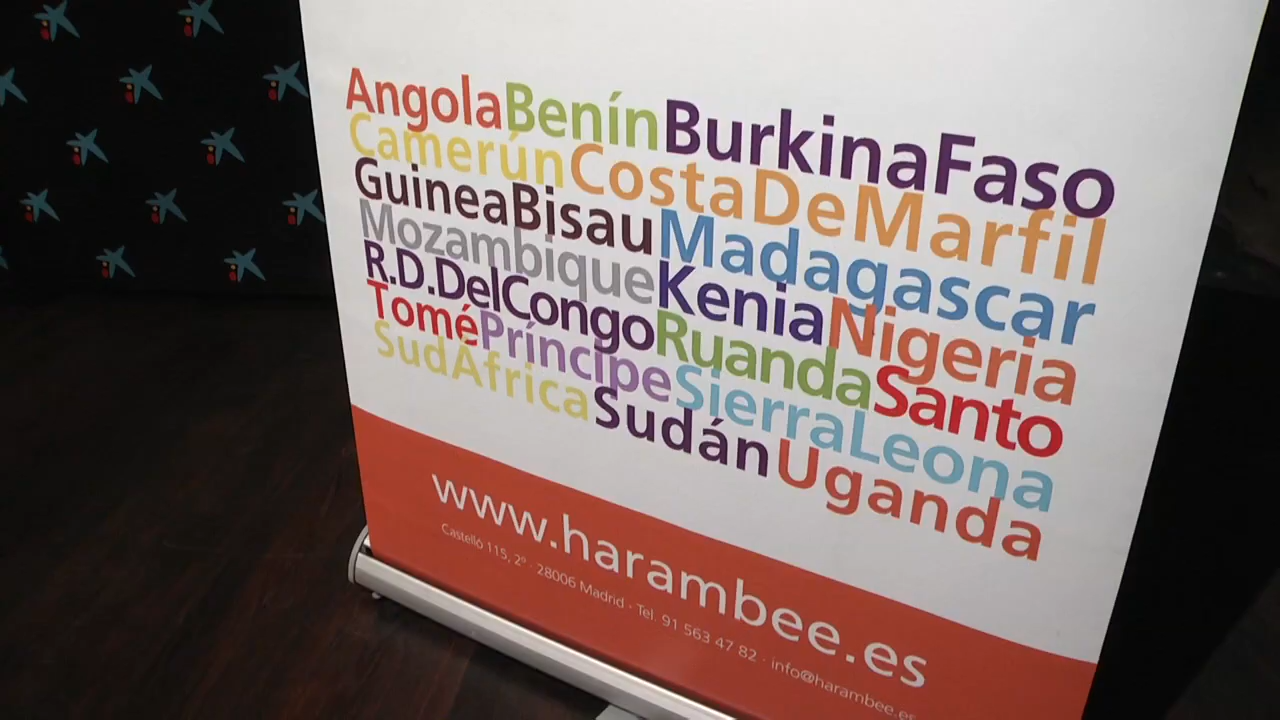 AngolaBenínBurkinaFaso
CamerúnCostaDeMarfil
GuineaBisauMadagascar
MozambiqueKeniaNigeria
R.D.DelCongoRuandaSanto
ToméPríncipeSierraLeona
SudÁfricaSudánUganda
www.harambee.es
Castelló 115, 2º · 28006 Madrid · Tel. 91 563 47 82 · info@harambee.es